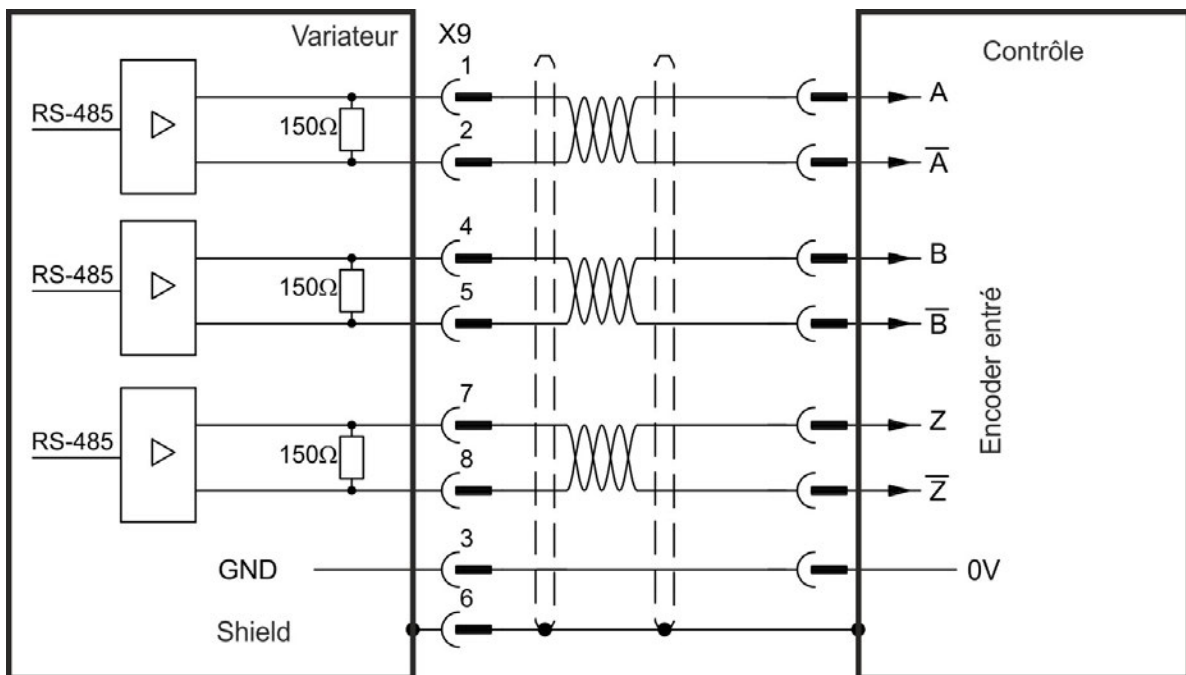 Variateur
X9
Contrôle
1
RS-485
150Ω
2
A
A̅
4
RS-485
150Ω
5
B
B̅
Encoder entré
7
RS-485
150Ω
8
Z
Z̅
3
GND
0V
6
Shield